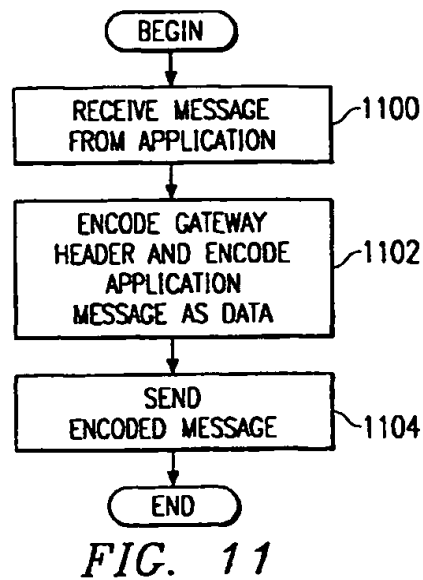 BEGIN
RECEIVE MESSAGE
FROM APPLICATION
1100
ENCODE GATEWAY
HEADER AND ENCODE
APPLICATION
MESSAGE AS DATA
1102
SEND
ENCODED MESSAGE
1104
END
FIG. 11